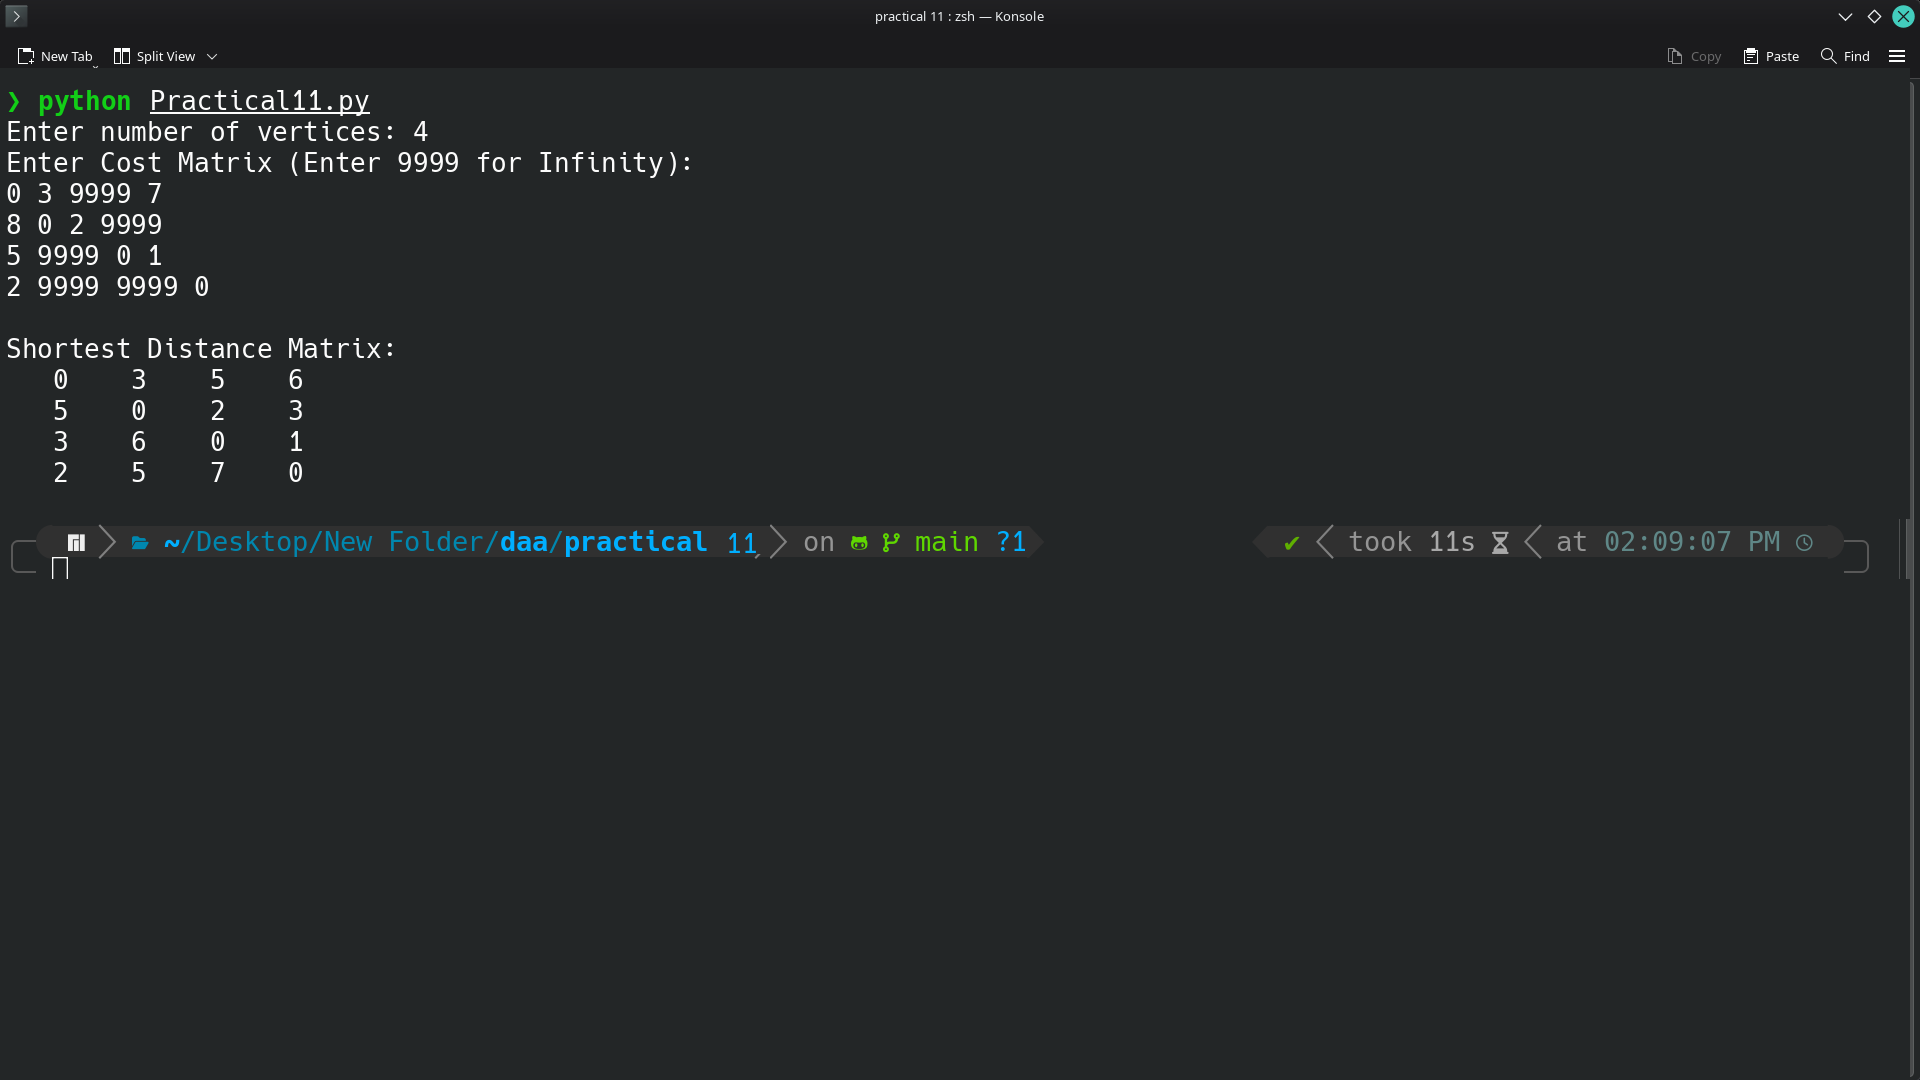 practical 11 : zsh — Konsole
New Tab Split View Copy Paste Find
❯ python Practical11.py
Enter number of vertices: 4
Enter Cost Matrix (Enter 9999 for Infinity):
0 3 9999 7
8 0 2 9999
5 9999 0 1
2 9999 9999 0
Shortest Distance Matrix:
0 3 5 6
5 0 2 3
3 6 0 1
2 5 7 0
~/Desktop/New Folder/daa/practical 11 on main ?1 ✔ took 11s at 02:09:07 PM